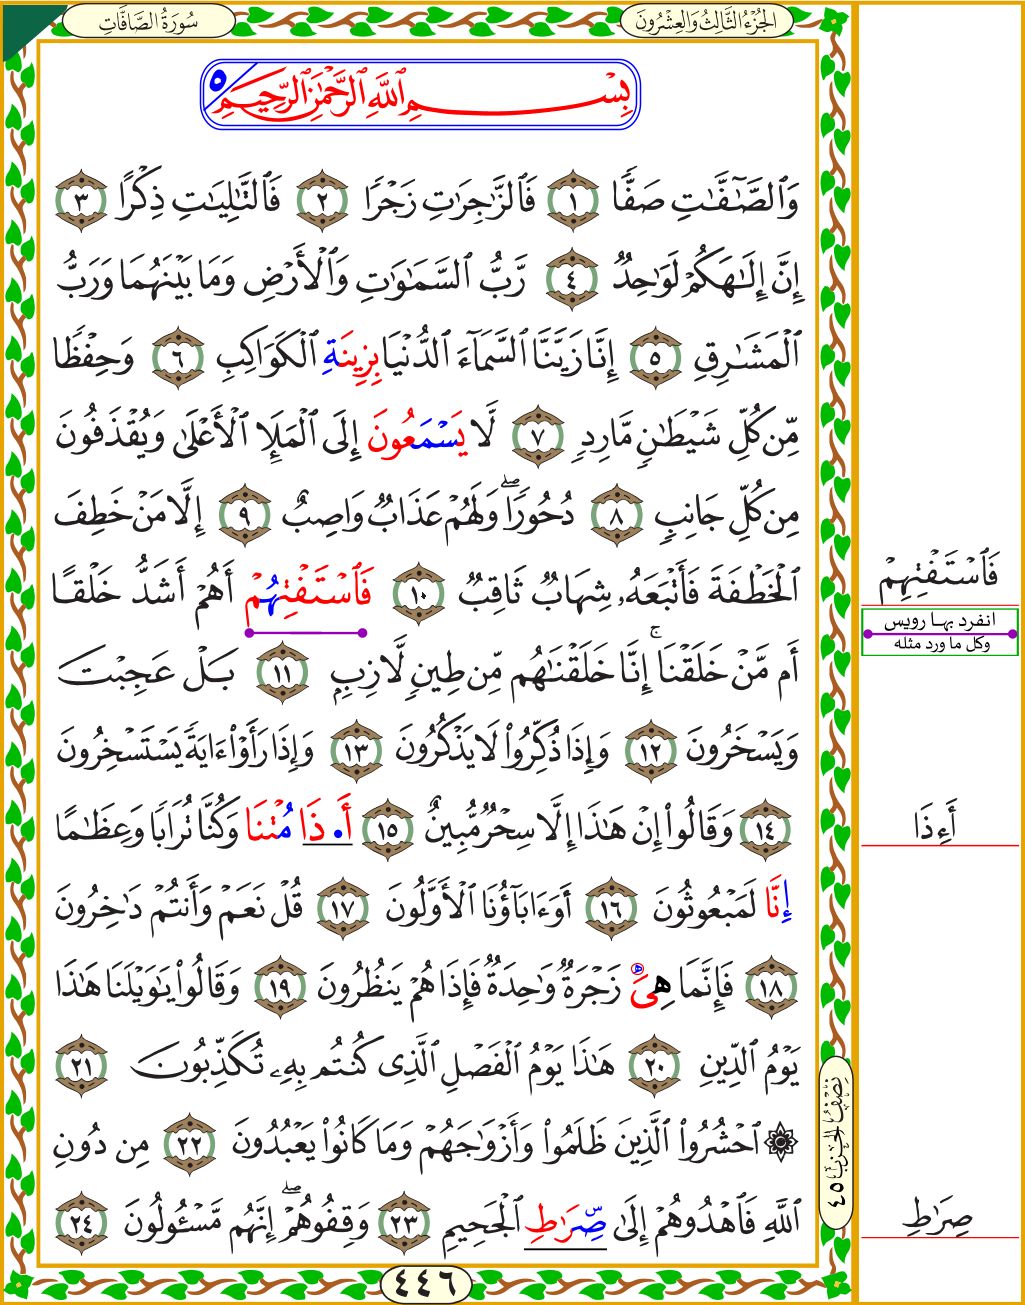 الجُزْءُ الثَّالِثُ وَالعِشْرُونَ
سُورَةُ الصَّافَّاتِ
بِسْمِ ٱللَّهِ ٱلرَّحْمَٰنِ ٱلرَّحِيمِ ٥
وَٱلصَّٰٓفَّٰتِ صَفًّا ١ فَٱلزَّٰجِرَٰتِ زَجْرًا ٢ فَٱلتَّٰلِيَٰتِ ذِكْرًا ٣
إِنَّ إِلَٰهَكُمْ لَوَٰحِدٌ ٤ رَّبُّ ٱلسَّمَٰوَٰتِ وَٱلْأَرْضِ وَمَا بَيْنَهُمَا وَرَبُّ
ٱلْمَشَٰرِقِ ٥ إِنَّا زَيَّنَّا ٱلسَّمَآءَ ٱلدُّنْيَا بِزِينَةِ ٱلْكَوَاكِبِ ٦ وَحِفْظًا
مِّن كُلِّ شَيْطَٰنٍ مَّارِدٍ ٧ لَّا يَسْمَعُونَ إِلَى ٱلْمَلَإِ ٱلْأَعْلَىٰ وَيُقْذَفُونَ
مِن كُلِّ جَانِبٍ ٨ دُحُورًا ۖ وَلَهُمْ عَذَابٌ وَاصِبٌ ٩ إِلَّا مَنْ خَطِفَ
ٱلْخَطْفَةَ فَأَتْبَعَهُۥ شِهَابٌ ثَاقِبٌ ١٠ فَٱسْتَفْتِهُمْ أَهُمْ أَشَدُّ خَلْقًا
أَم مَّنْ خَلَقْنَا ۚ إِنَّا خَلَقْنَٰهُم مِّن طِينٍ لَّازِبٍ ١١ بَلْ عَجِبْتَ
وَيَسْخَرُونَ ١٢ وَإِذَا ذُكِّرُوا۟ لَا يَذْكُرُونَ ١٣ وَإِذَا رَأَوْا۟ ءَايَةً يَسْتَسْخِرُونَ
١٤ وَقَالُوٓا۟ إِنْ هَٰذَا إِلَّا سِحْرٌ مُّبِينٌ ١٥ أَ۰ذَا مُتْنَا وَكُنَّا تُرَابًا وَعِظَٰمًا
إِنَّا لَمَبْعُوثُونَ ١٦ أَوَءَابَآؤُنَا ٱلْأَوَّلُونَ ١٧ قُلْ نَعَمْ وَأَنتُمْ دَٰخِرُونَ
١٨ فَإِنَّمَا هِىَ زَجْرَةٌ وَٰحِدَةٌ فَإِذَا هُمْ يَنظُرُونَ ١٩ وَقَالُوا۟ يَٰوَيْلَنَا هَٰذَا
يَوْمُ ٱلدِّينِ ٢٠ هَٰذَا يَوْمُ ٱلْفَصْلِ ٱلَّذِى كُنتُم بِهِۦ تُكَذِّبُونَ ٢١
۞ ٱحْشُرُوا۟ ٱلَّذِينَ ظَلَمُوا۟ وَأَزْوَٰجَهُمْ وَمَا كَانُوا۟ يَعْبُدُونَ ٢٢ مِن دُونِ
ٱللَّهِ فَٱهْدُوهُمْ إِلَىٰ صِّرَٰطِ ٱلْجَحِيمِ ٢٣ وَقِفُوهُمْ ۖ إِنَّهُم مَّسْـُٔولُونَ ٢٤
فَٱسْتَفْتِهِمْ
انفرد بها رويس
وكل ما ورد مثله
أَءِذَا
نِصْفُ الحِزْبِ ٤٥
صِرَٰطِ
٤٤٦